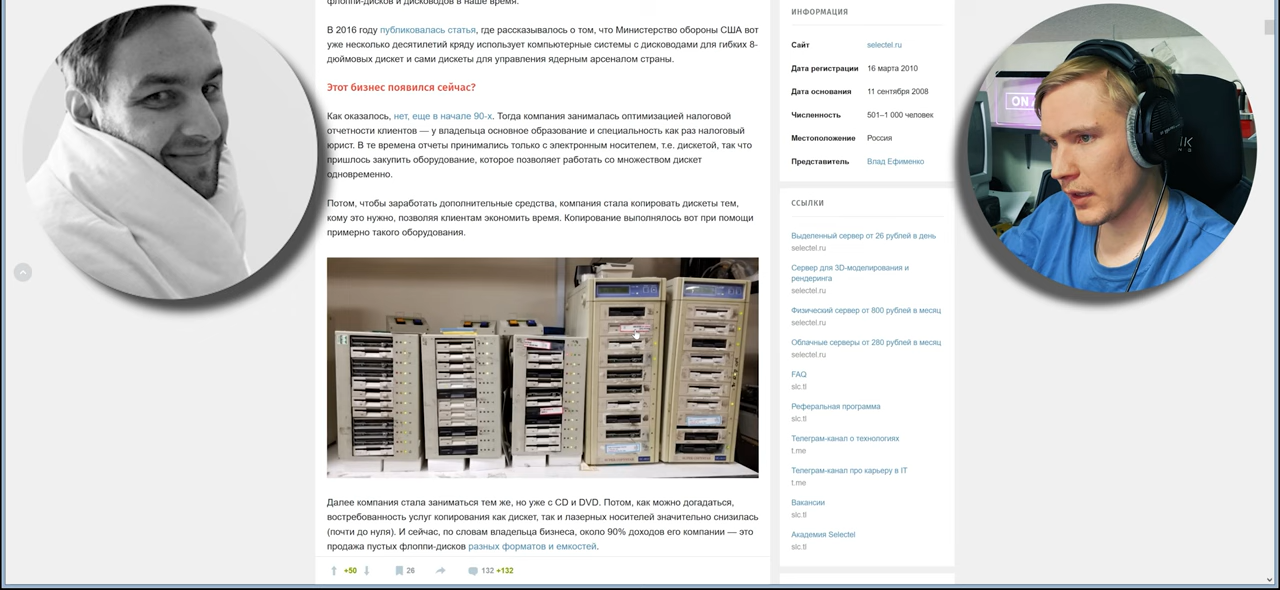 флоппи-дисков и дисководов в наше время.
В 2016 году публиковалась статья, где рассказывалось о том, что Министерство обороны США вот
уже несколько десятилетий кряду использует компьютерные системы с дисководами для гибких 8-
дюймовых дискет и сами дискеты для управления ядерным арсеналом страны.
Этот бизнес появился сейчас?
Как оказалось, нет, еще в начале 90-х. Тогда компания занималась оптимизацией налоговой
отчетности клиентов — у владельца основное образование и специальность как раз налоговый
юрист. В те времена отчеты принимались только с электронным носителем, т.е. дискетой, так что
пришлось закупить оборудование, которое позволяет работать со множеством дискет
одновременно.
Потом, чтобы заработать дополнительные средства, компания стала копировать дискеты тем,
кому это нужно, позволяя клиентам экономить время. Копирование выполнялось вот при помощи
примерно такого оборудования.
Далее компания стала заниматься тем же, но уже с CD и DVD. Потом, как можно догадаться,
востребованность услуг копирования как дискет, так и лазерных носителей значительно снизилась
(почти до нуля). И сейчас, по словам владельца бизнеса, около 90% доходов его компании — это
продажа пустых флоппи-дисков разных форматов и емкостей.
+50 26 132 +132
ИНФОРМАЦИЯ
Сайт selectel.ru
Дата регистрации 16 марта 2010
Дата основания 11 сентября 2008
Численность 501–1 000 человек
Местоположение Россия
Представитель Влад Ефименко
ССЫЛКИ
Выделенный сервер от 26 рублей в день
selectel.ru
Сервер для 3D-моделирования и
рендеринга
selectel.ru
Физический сервер от 800 рублей в месяц
selectel.ru
Облачные серверы от 280 рублей в месяц
selectel.ru
FAQ
slc.tl
Реферальная программа
slc.tl
Телеграм-канал о технологиях
t.me
Телеграм-канал про карьеру в IT
t.me
Вакансии
slc.tl
Академия Selectel
slc.tl
ON